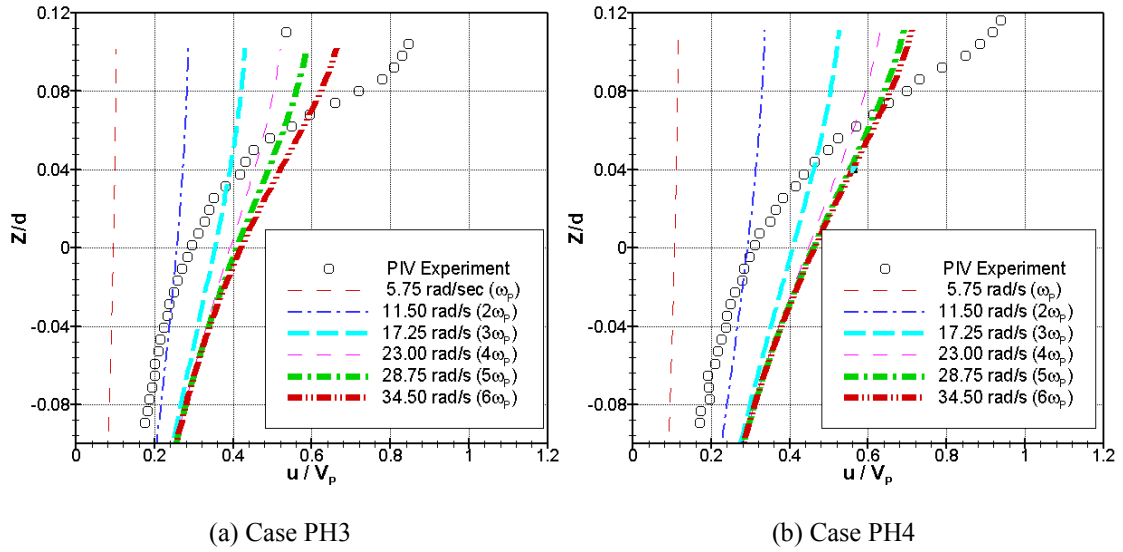 0.12
0.08
0.04
0
-0.04
-0.08
Z/d
0 0.2 0.4 0.6 0.8 1 1.2
u / Vₚ
PIV Experiment
5.75 rad/sec (ωₚ)
11.50 rad/s (2ωₚ)
17.25 rad/s (3ωₚ)
23.00 rad/s (4ωₚ)
28.75 rad/s (5ωₚ)
34.50 rad/s (6ωₚ)
(a) Case PH3
0.12
0.08
0.04
0
-0.04
-0.08
Z/d
0 0.2 0.4 0.6 0.8 1 1.2
u / Vₚ
PIV Experiment
5.75 rad/s (ωₚ)
11.50 rad/s (2ωₚ)
17.25 rad/s (3ωₚ)
23.00 rad/s (4ωₚ)
28.75 rad/s (5ωₚ)
34.50 rad/s (6ωₚ)
(b) Case PH4